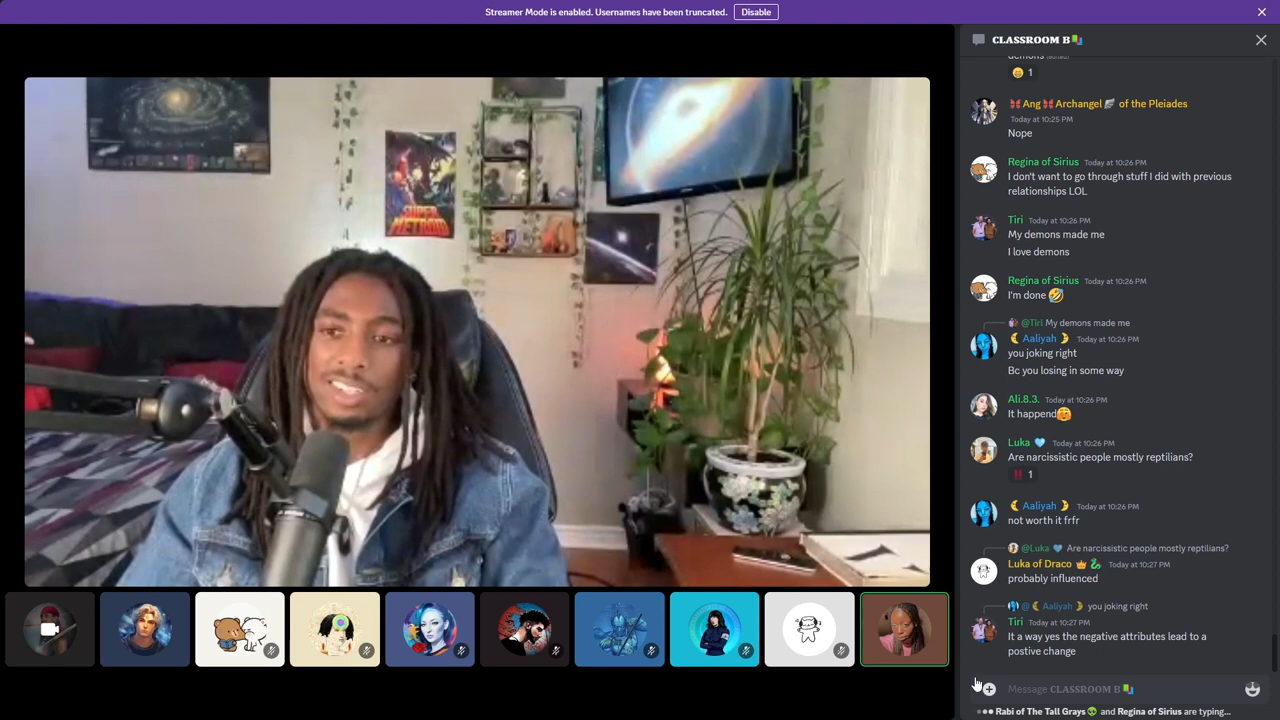 Streamer Mode is enabled. Usernames have been truncated. Disable
CLASSROOM B
1
Ang Archangel of the Pleiades
Today at 10:25 PM
Nope
Regina of Sirius Today at 10:26 PM
I don't want to go through stuff I did with previous
relationships LOL
Tiri Today at 10:26 PM
My demons made me
I love demons
Regina of Sirius Today at 10:26 PM
I'm done 🤣
@Tiri My demons made me
🌙 Aaliyah 🌛 Today at 10:26 PM
you joking right
Bc you losing in some way
Ali.8.3. Today at 10:26 PM
It happend
Luka 🩵 Today at 10:26 PM
Are narcissistic people mostly reptilians?
‼️ 1
🌙 Aaliyah 🌛 Today at 10:26 PM
not worth it frfr
@Luka 🩵 Are narcissistic people mostly reptilians?
Luka of Draco 👑 🐍 Today at 10:27 PM
probably influenced
@🌙 Aaliyah 🌛 you joking right
Tiri Today at 10:27 PM
It a way yes the negative attributes lead to a
postive change
Message CLASSROOM B
Rabi of The Tall Grays👽 and Regina of Sirius are typing...
SUPER
METROID